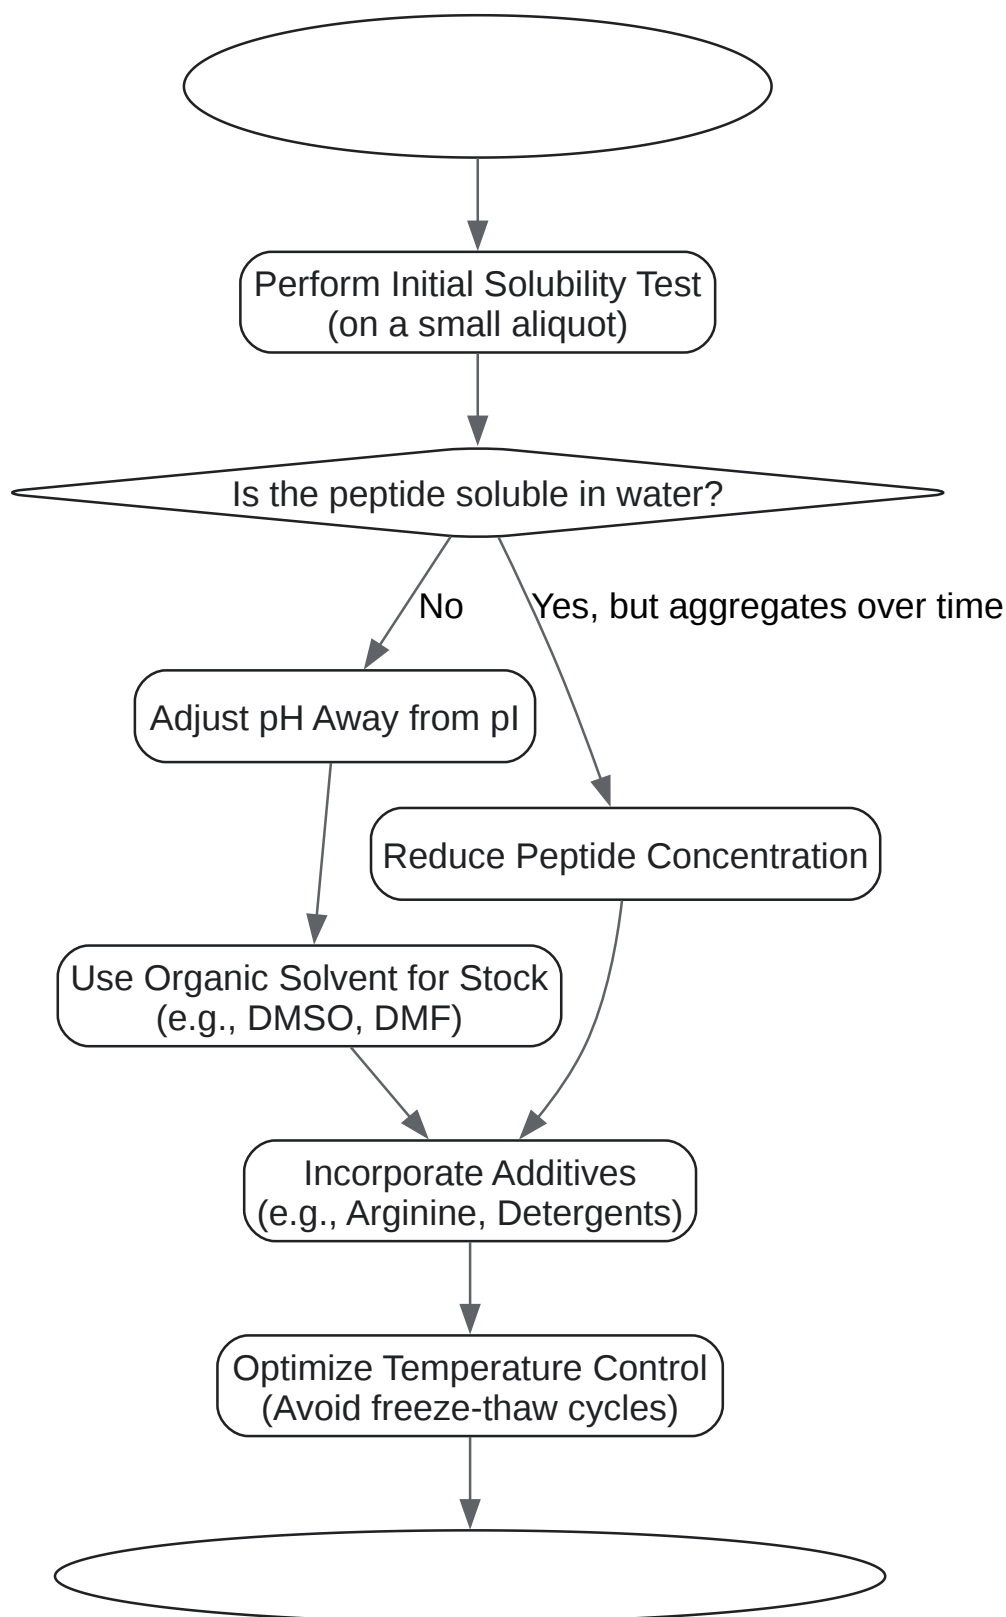 Perform Initial Solubility Test
(on a small aliquot)
Is the peptide soluble in water?
No
Yes, but aggregates over time
Adjust pH Away from pI
Reduce Peptide Concentration
Use Organic Solvent for Stock
(e.g., DMSO, DMF)
Incorporate Additives
(e.g., Arginine, Detergents)
Optimize Temperature Control
(Avoid freeze-thaw cycles)